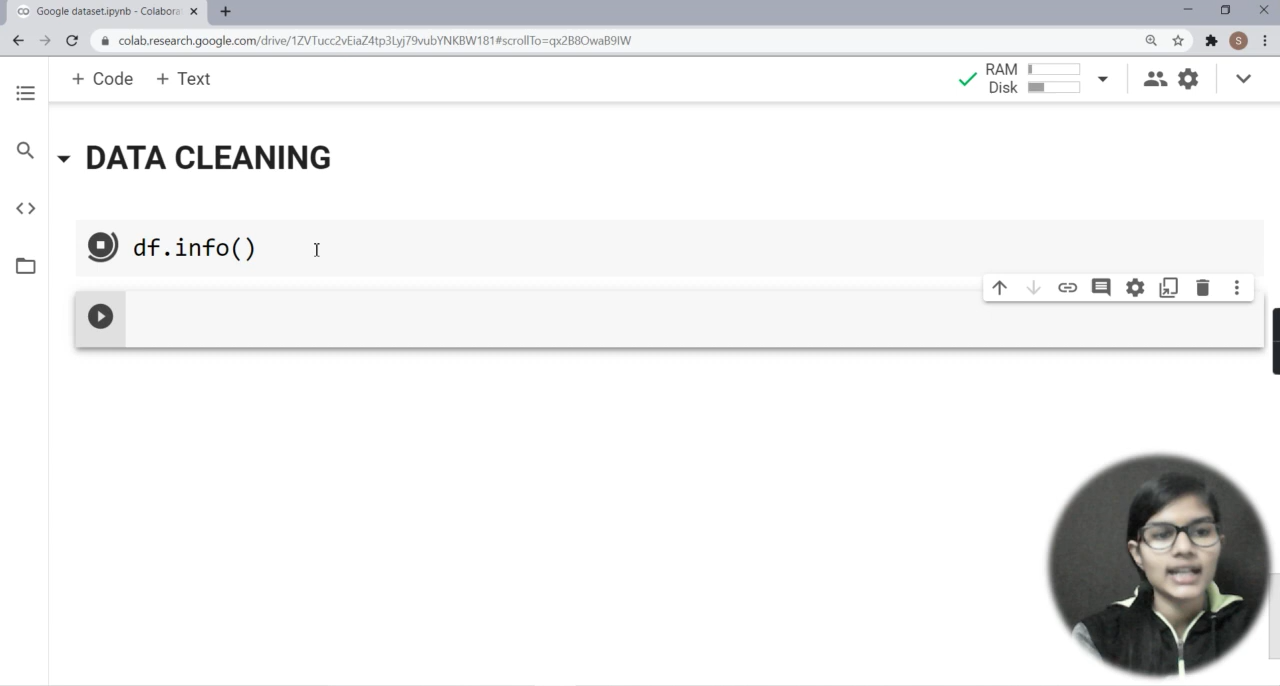 Google dataset.ipynb - Colabora
colab.research.google.com/drive/1ZVTucc2vEiaZ4tp3Lyj79vubYNKBW181#scrollTo=qx2B8OwaB9IW
S
+ Code + Text
RAM
Disk
DATA CLEANING
df.info()